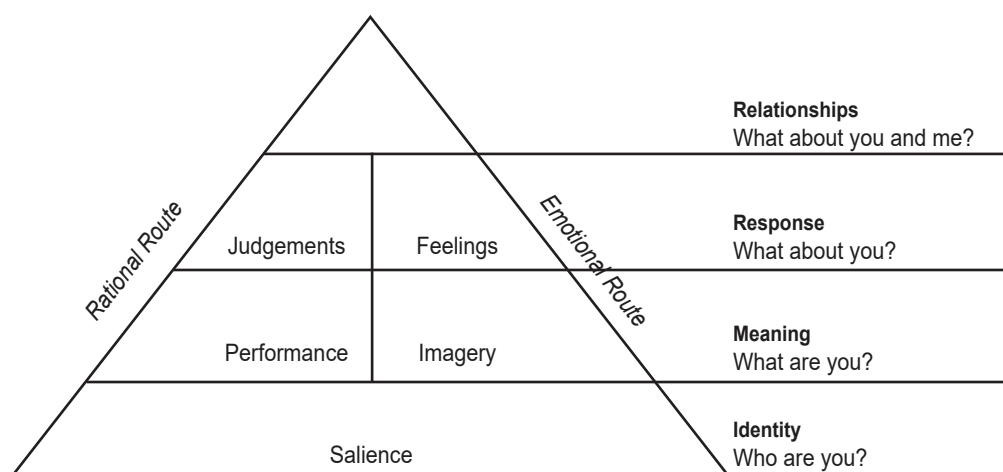 Relationships
What about you and me?
Rational Route
Emotional Route
Judgements
Feelings
Response
What about you?
Performance
Imagery
Meaning
What are you?
Salience
Identity
Who are you?